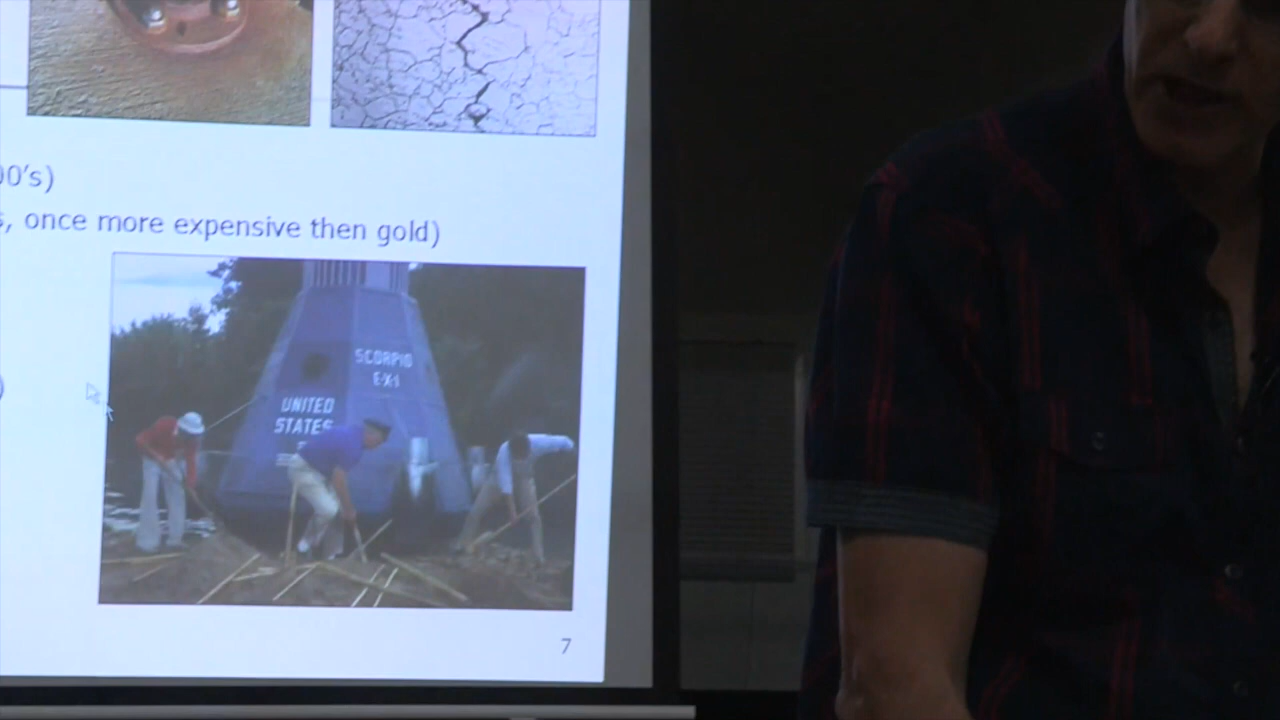 00's)
, once more expensive then gold)
)
SCORPIO
E-X-1
UNITED
STATES
7